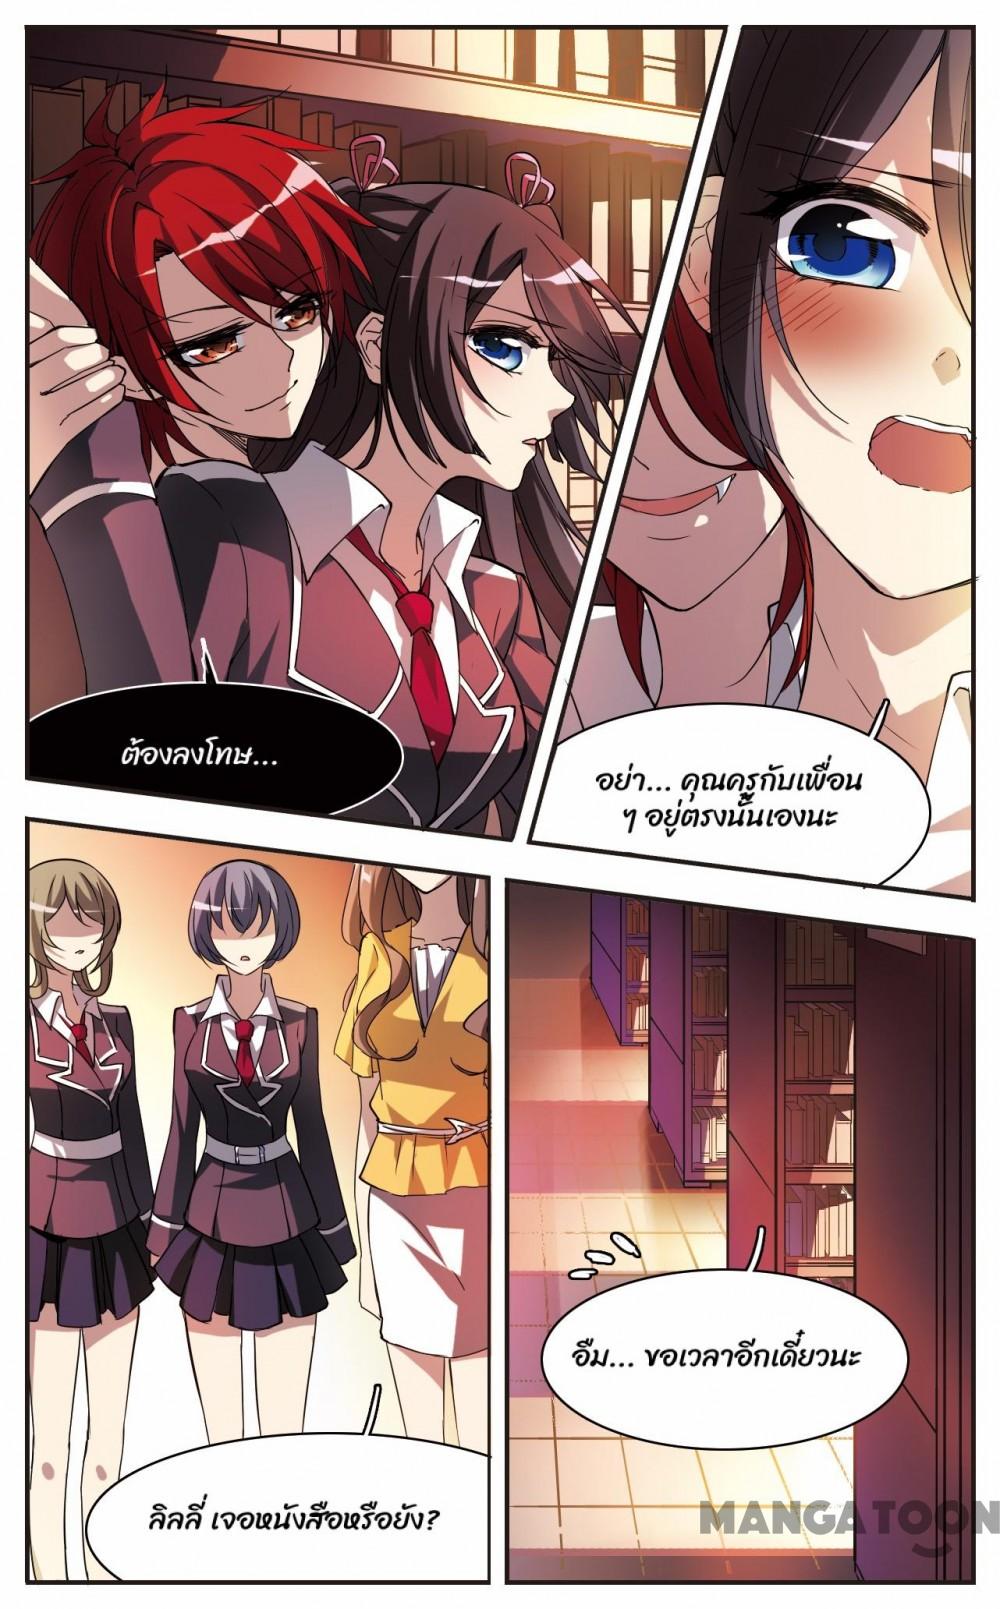 ต้องลงโทษ...
อย่า... คุณครูกับเพื่อน
ๆ อยู่ตรงนั้นเองนะ
ลิลลี่ เจอหนังสือหรือยัง?
อืม... ขอเวลาอีกเดี๋ยวนะ
MANGATOON